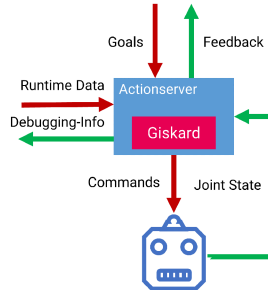 Goals
Feedback
Runtime Data
Actionserver
Debugging-Info
Giskard
Commands
Joint State